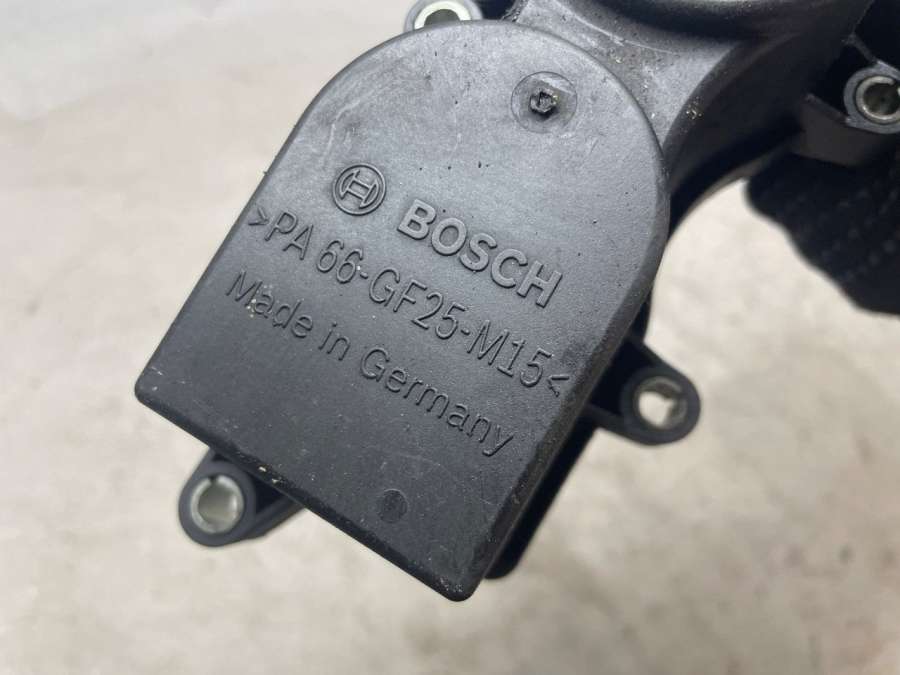 BOSCH
>PA 66-GF25-M15<
Made in Germany